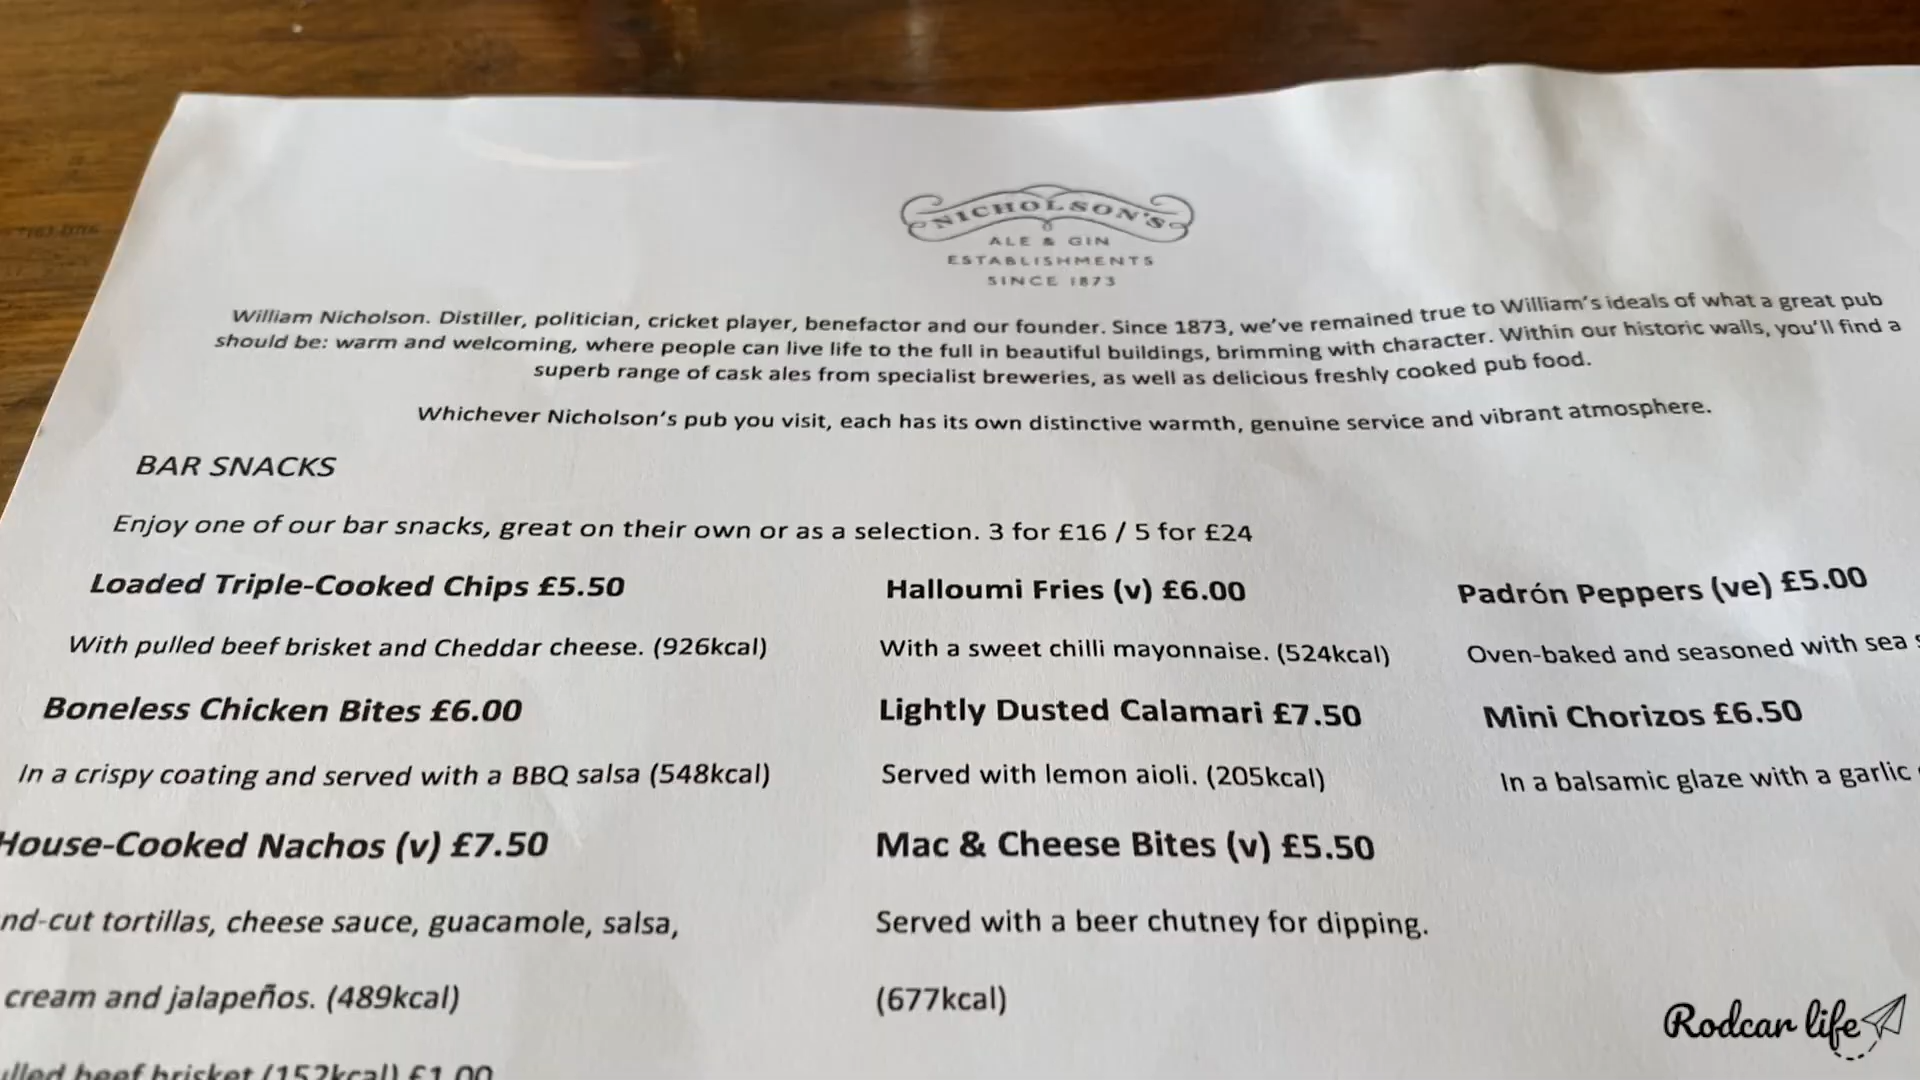 NICHOLSON'S
ALE & GIN
ESTABLISHMENTS
SINCE 1873
William Nicholson. Distiller, politician, cricket player, benefactor and our founder. Since 1873, we've remained true to William's ideals of what a great pub
should be: warm and welcoming, where people can live life to the full in beautiful buildings, brimming with character. Within our historic walls, you'll find a
superb range of cask ales from specialist breweries, as well as delicious freshly cooked pub food.
Whichever Nicholson's pub you visit, each has its own distinctive warmth, genuine service and vibrant atmosphere.
BAR SNACKS
Enjoy one of our bar snacks, great on their own or as a selection. 3 for £16 / 5 for £24
Loaded Triple-Cooked Chips £5.50
With pulled beef brisket and Cheddar cheese. (926kcal)
Boneless Chicken Bites £6.00
In a crispy coating and served with a BBQ salsa (548kcal)
House-Cooked Nachos (v) £7.50
nd-cut tortillas, cheese sauce, guacamole, salsa,
cream and jalapeños. (489kcal)
lled beef brisket (152kcal) £1.00
Halloumi Fries (v) £6.00
With a sweet chilli mayonnaise. (524kcal)
Lightly Dusted Calamari £7.50
Served with lemon aioli. (205kcal)
Mac & Cheese Bites (v) £5.50
Served with a beer chutney for dipping.
(677kcal)
Padrón Peppers (ve) £5.00
Oven-baked and seasoned with sea
Mini Chorizos £6.50
In a balsamic glaze with a garlic
Rodcar life